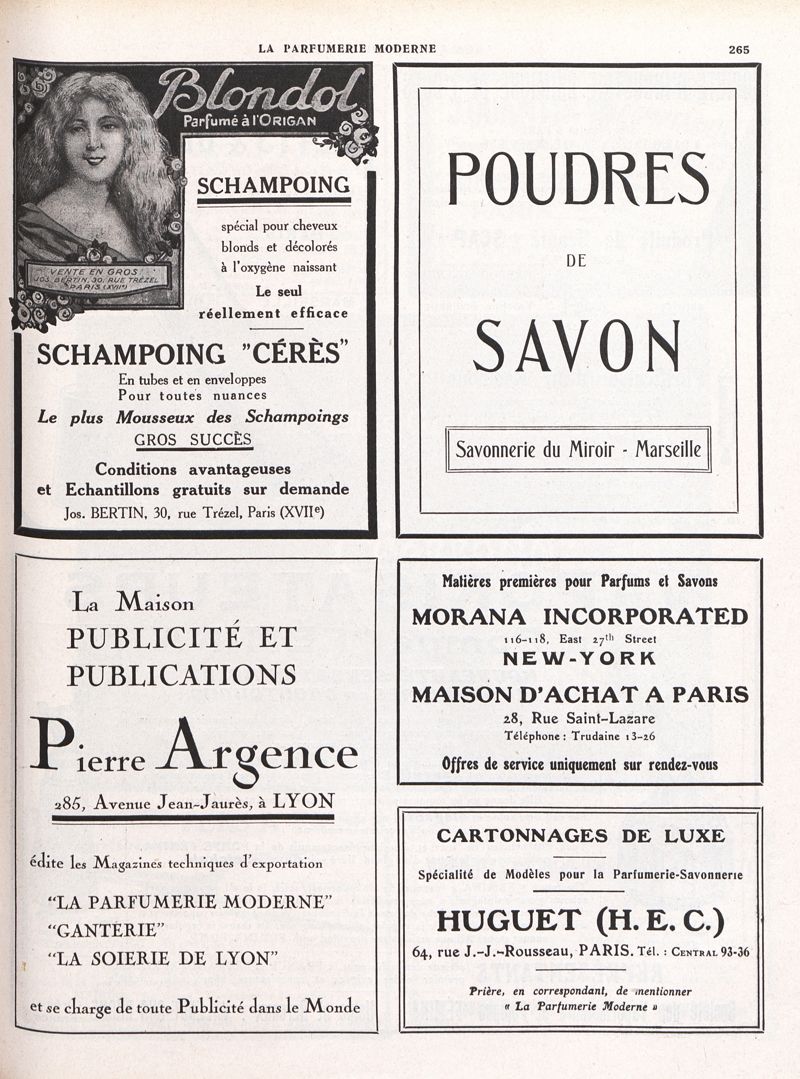 LA PARFUMERIE MODERNE
265
Blondol
Parfumé à l'ORIGAN
VENTE EN GROS
JOS. BERTIN, 30, RUE TRÉZEL
PARIS (XVIIe)
SCHAMPOING
spécial pour cheveux
blonds et décolorés
à l'oxygène naissant
Le seul
réellement efficace
SCHAMPOING "CÉRÈS"
En tubes et en enveloppes
Pour toutes nuances
Le plus Mousseux des Schampoings
GROS SUCCÈS
Conditions avantageuses
et Echantillons gratuits sur demande
Jos. BERTIN, 30, rue Trézel, Paris (XVIIe)
POUDRES
DE
SAVON
Savonnerie du Miroir - Marseille
La Maison
PUBLICITÉ ET
PUBLICATIONS
Pierre Argence
285, Avenue Jean-Jaurès, à LYON
édite les Magazines techniques d'exportation
"LA PARFUMERIE MODERNE"
"GANTERIE"
"LA SOIERIE DE LYON"
et se charge de toute Publicité dans le Monde
Matières premières pour Parfums et Savons
MORANA INCORPORATED
116-118, East 27th Street
NEW-YORK
MAISON D'ACHAT A PARIS
28, Rue Saint-Lazare
Téléphone : Trudaine 13-26
Offres de service uniquement sur rendez-vous
CARTONNAGES DE LUXE
Spécialité de Modèles pour la Parfumerie-Savonnerie
HUGUET (H. E. C.)
64, rue J.-J.-Rousseau, PARIS. Tél. : CENTRAL 93-36
Prière, en correspondant, de mentionner
« La Parfumerie Moderne »